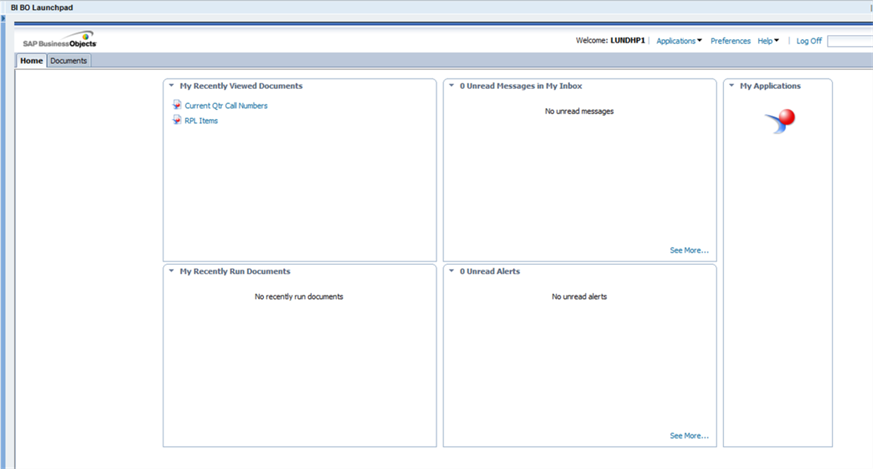 BI BO Launchpad
SAP BusinessObjects
Welcome: LUNDHP1 | Applications Preferences Help | Log Off
Home Documents
My Recently Viewed Documents
Current Qtr Call Numbers
RPL Items
0 Unread Messages in My Inbox
No unread messages
See More...
My Applications
My Recently Run Documents
No recently run documents
0 Unread Alerts
No unread alerts
See More...